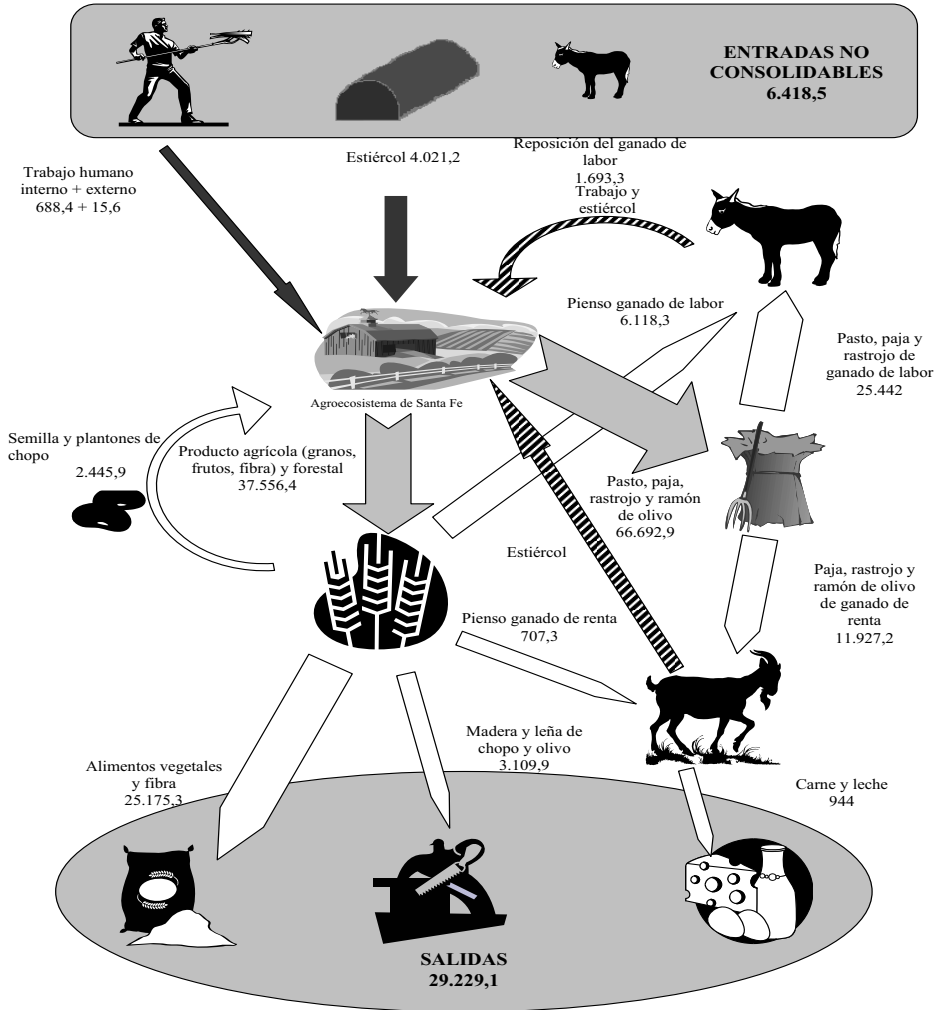 ENTRADAS NO
CONSOLIDABLES
6.418,5
Trabajo humano
interno + externo
688,4 + 15,6
Estiércol 4.021,2
Reposición del ganado de
labor
1.693,3
Trabajo y
estiércol
Pienso ganado de labor
6.118,3
Pasto, paja y
rastrojo de
ganado de labor
25.442
Agroecosistema de Santa Fe
Semilla y plantones de
chopo
2.445,9
Producto agrícola (granos,
frutos, fibra) y forestal
37.556,4
Pasto, paja,
rastrojo y ramón
de olivo
66.692,9
Estiércol
Paja, rastrojo y
ramón de olivo
de ganado de
renta
11.927,2
Pienso ganado de renta
707,3
Madera y leña de
chopo y olivo
3.109,9
Alimentos vegetales
y fibra
25.175,3
Carne y leche
944
SALIDAS
29.229,1